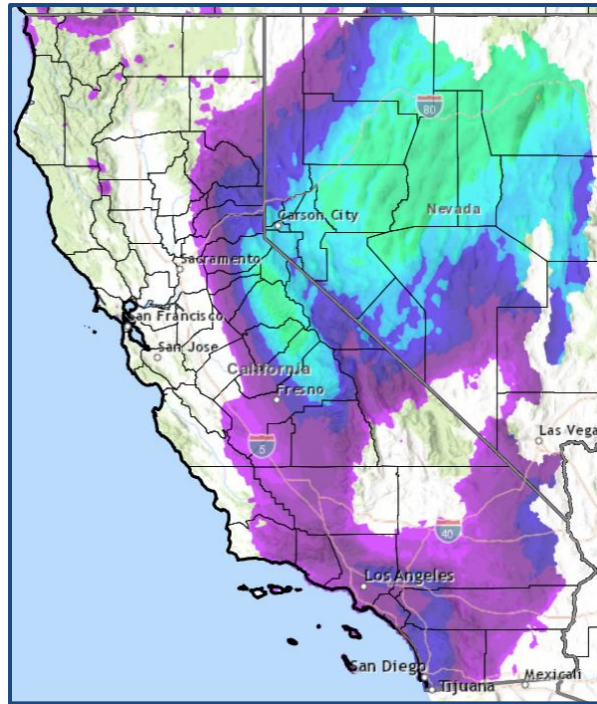 80
Nevada
Carson City
Sacramento
San Francisco
San Jose
California
Fresno
5
Las Vega
40
Los Angeles
San Diego
Tijuana
Mexicali